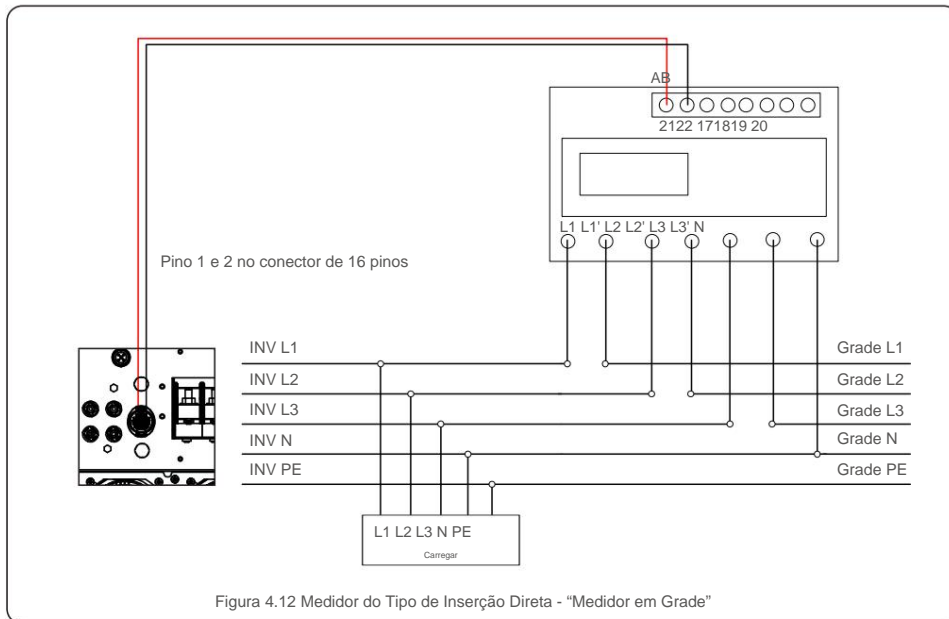 AB
2122 171819 20
L1 L1' L2 L2' L3 L3' N
Pino 1 e 2 no conector de 16 pinos
INV L1 Grade L1
INV L2 Grade L2
INV L3 Grade L3
INV N Grade N
INV PE Grade PE
L1 L2 L3 N PE
Carregar
Figura 4.12 Medidor do Tipo de Inserção Direta - “Medidor em Grade”